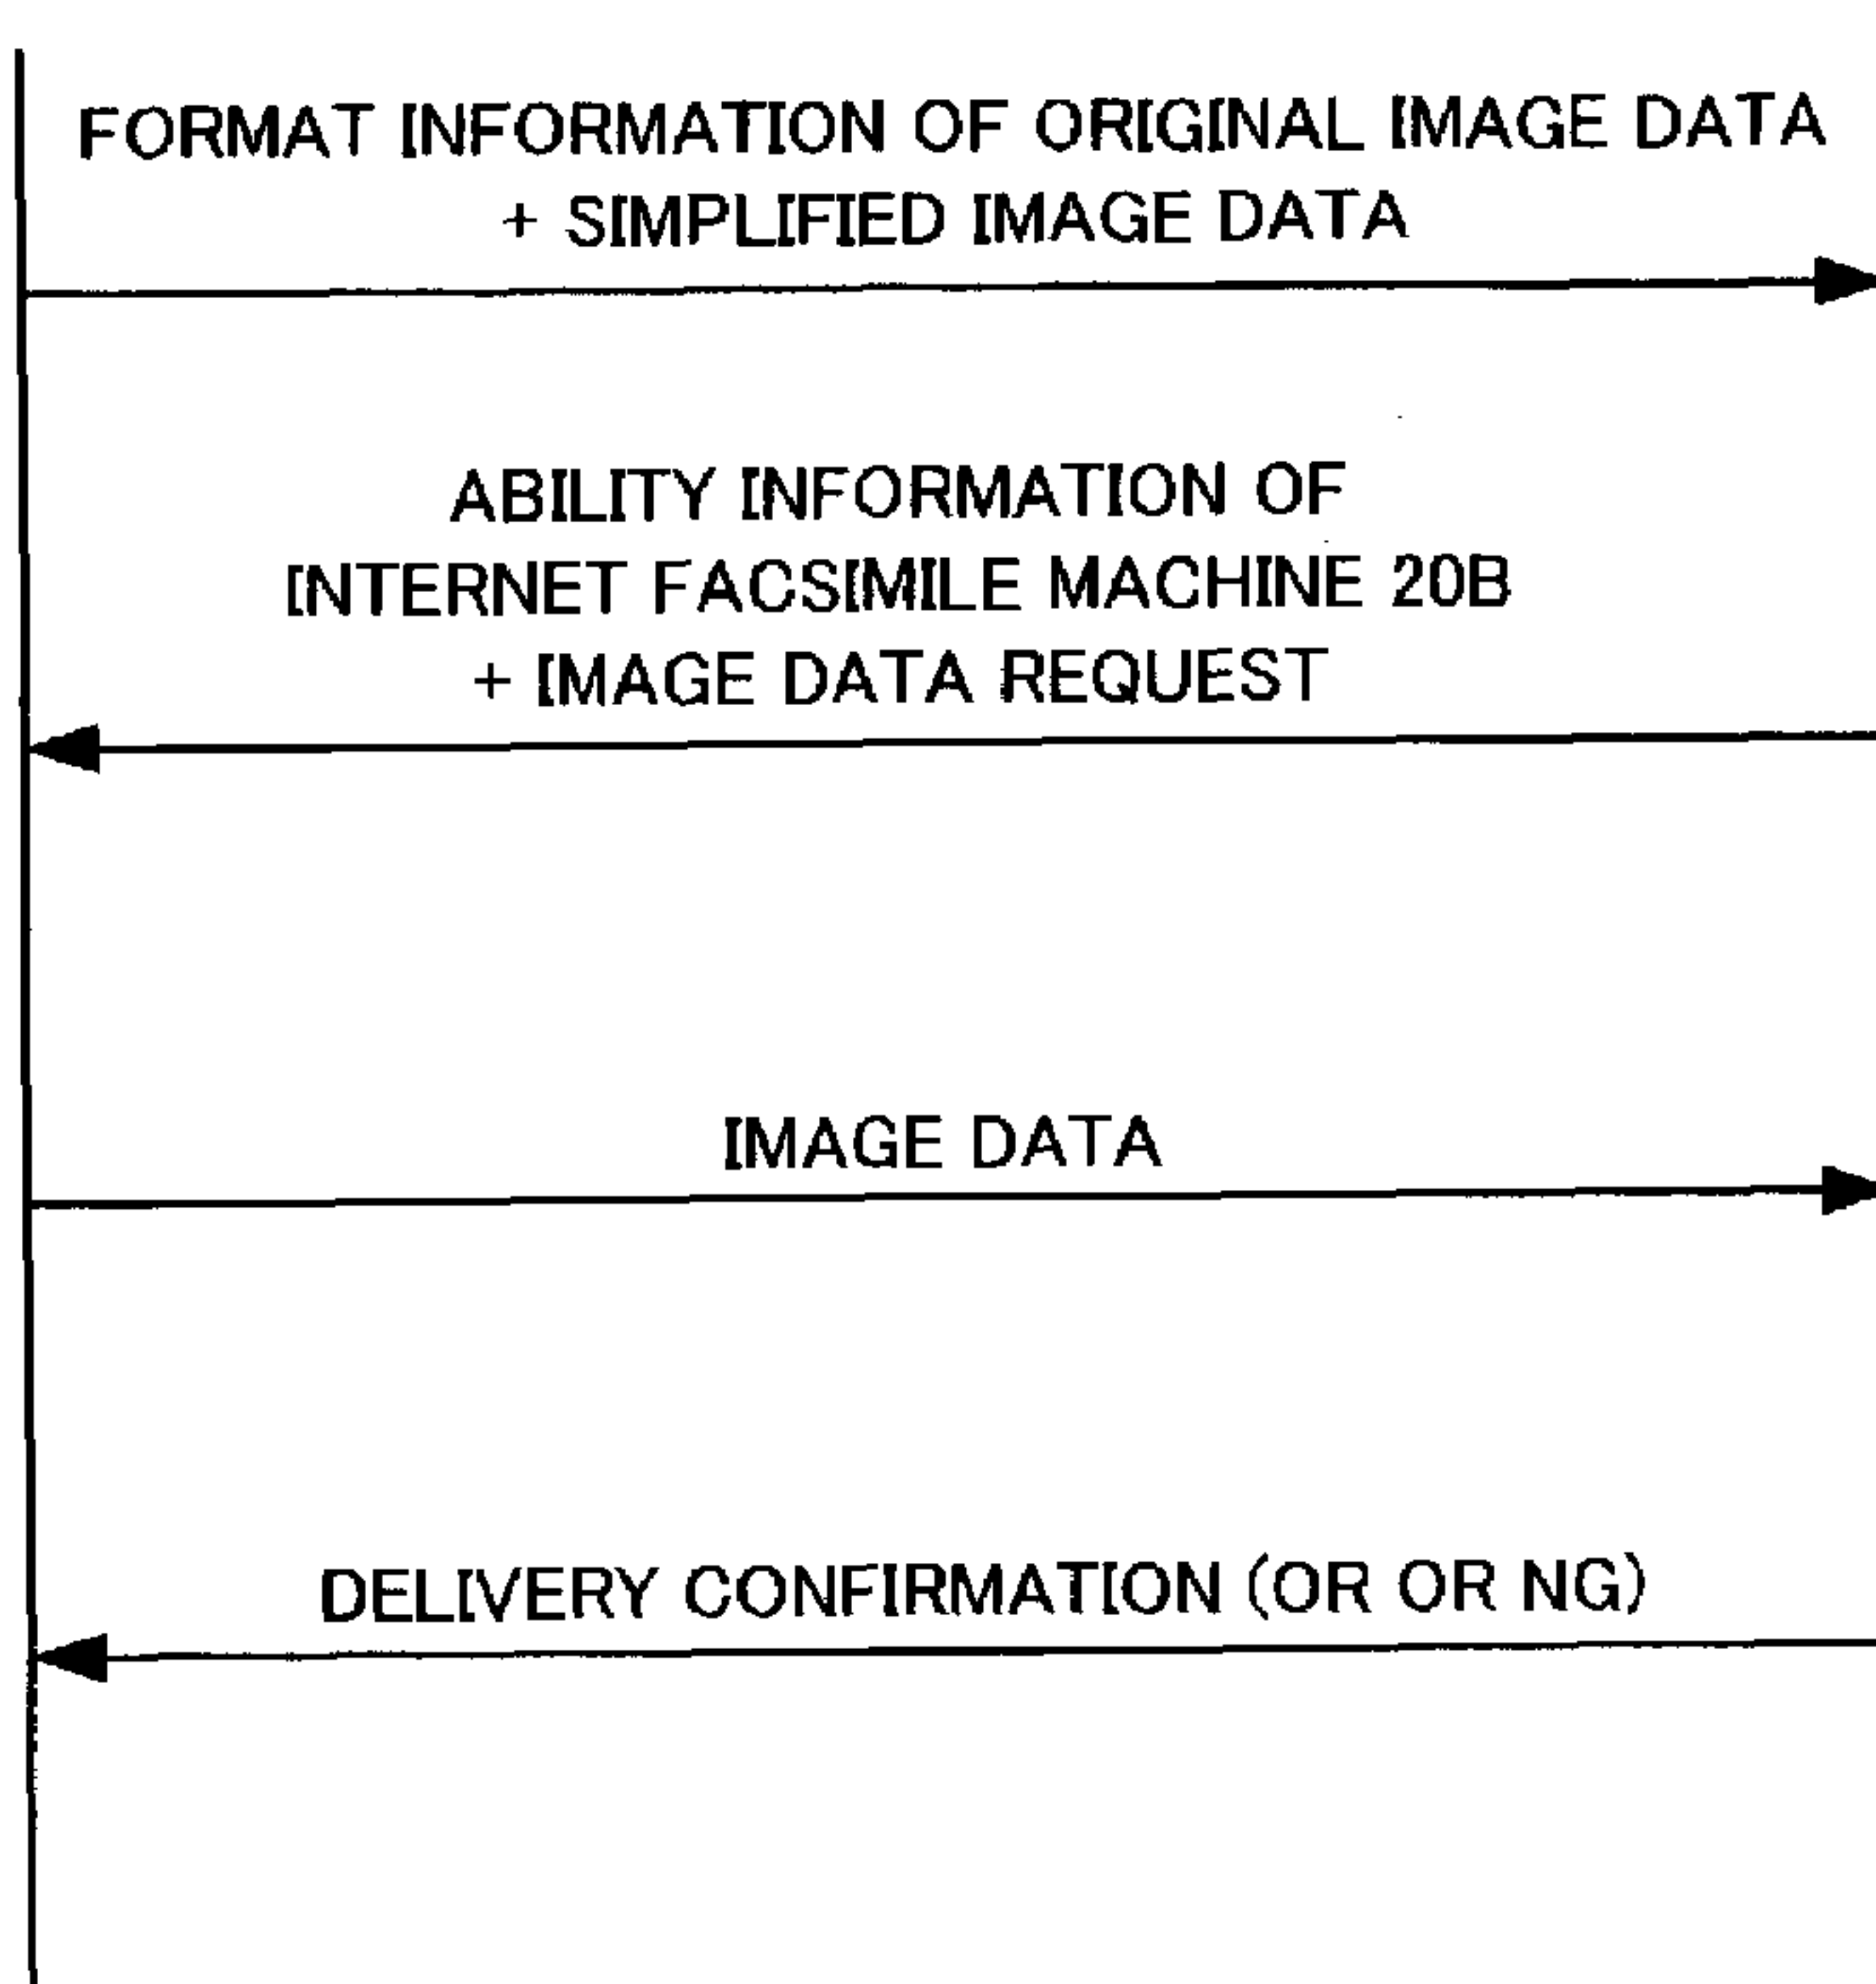 FORMAT INFORMATION OF ORIGINAL IMAGE DATA
+ SIMPLIFIED IMAGE DATA
ABILITY INFORMATION OF
INTERNET FACSIMILE MACHINE 20B
+ IMAGE DATA REQUEST
IMAGE DATA
DELIVERY CONFIRMATION (OR OR NG)